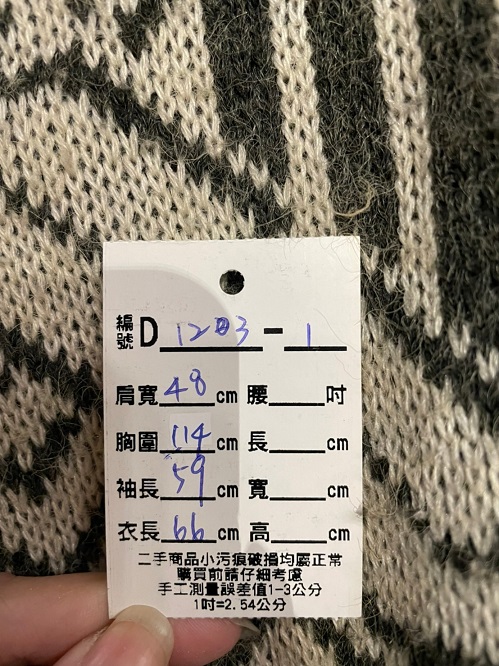 編號 D 1203 - 1
肩寬 48 cm 腰 吋
胸圍 114 cm 長 cm
袖長 59 cm 寬 cm
衣長 66 cm 高 cm
二手商品小污痕破損均屬正常
購買前請仔細考慮
手工測量誤差值1-3公分
1吋=2.54公分